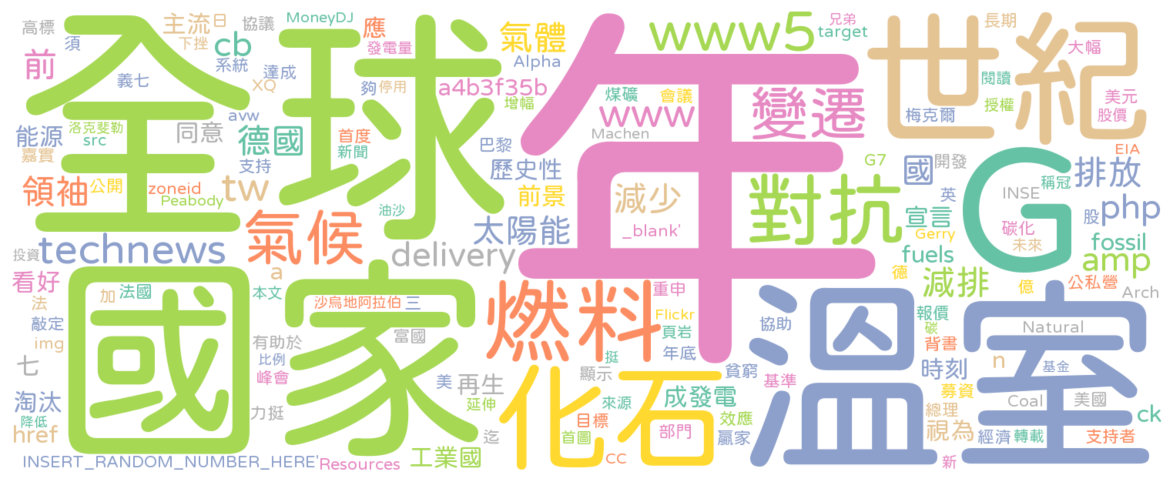 高標 主流 日 協議 MoneyDJ 應 氣體 www5 兄弟 target 長期 世紀
下挫 前 須 cb 系統 發電量 Alpha 大幅
義七 XQ 達成 夠 停用 a4b3f35b 增幅 煤礦 會議 www 變遷 閱讀 授權 美元 股價
能源 洛克斐勒 src avw 同意 德國 首度 新聞 巴黎 Machen 梅克爾 EIA
嘉實 支持 歷史性 G7 國 開發 排放
領袖 公開 zoneid Peabody tw 油沙 前景 減少 對抗 英 INSE 稱冠 G 股 php
全球 年 宣言 碳化 未來
technews 氣候 delivery 太陽能 _blank' Gerry fuels fossil amp
投資 看好 法 加 法國 a 本文 沙烏地阿拉伯 三 燃料 重申 Flickr 頁岩 德 減排 億 公私營 Arch
敲定 img 有助於 富國 年底 協助 報價 碳 背書 Natural
國家 溫室
七 比例 峰會 美 再生 顯示 挺 貧窮 基準 時刻 n 基金
淘汰 降低 力挺 延伸 化石 來源 成發電 募資 Coal 美國 ck
href 迄 首圖 目標 部門 效應 贏家 總理 視為 經濟 轉載 支持者
INSERT_RANDOM_NUMBER_HERE' Resources 工業國 CC 新